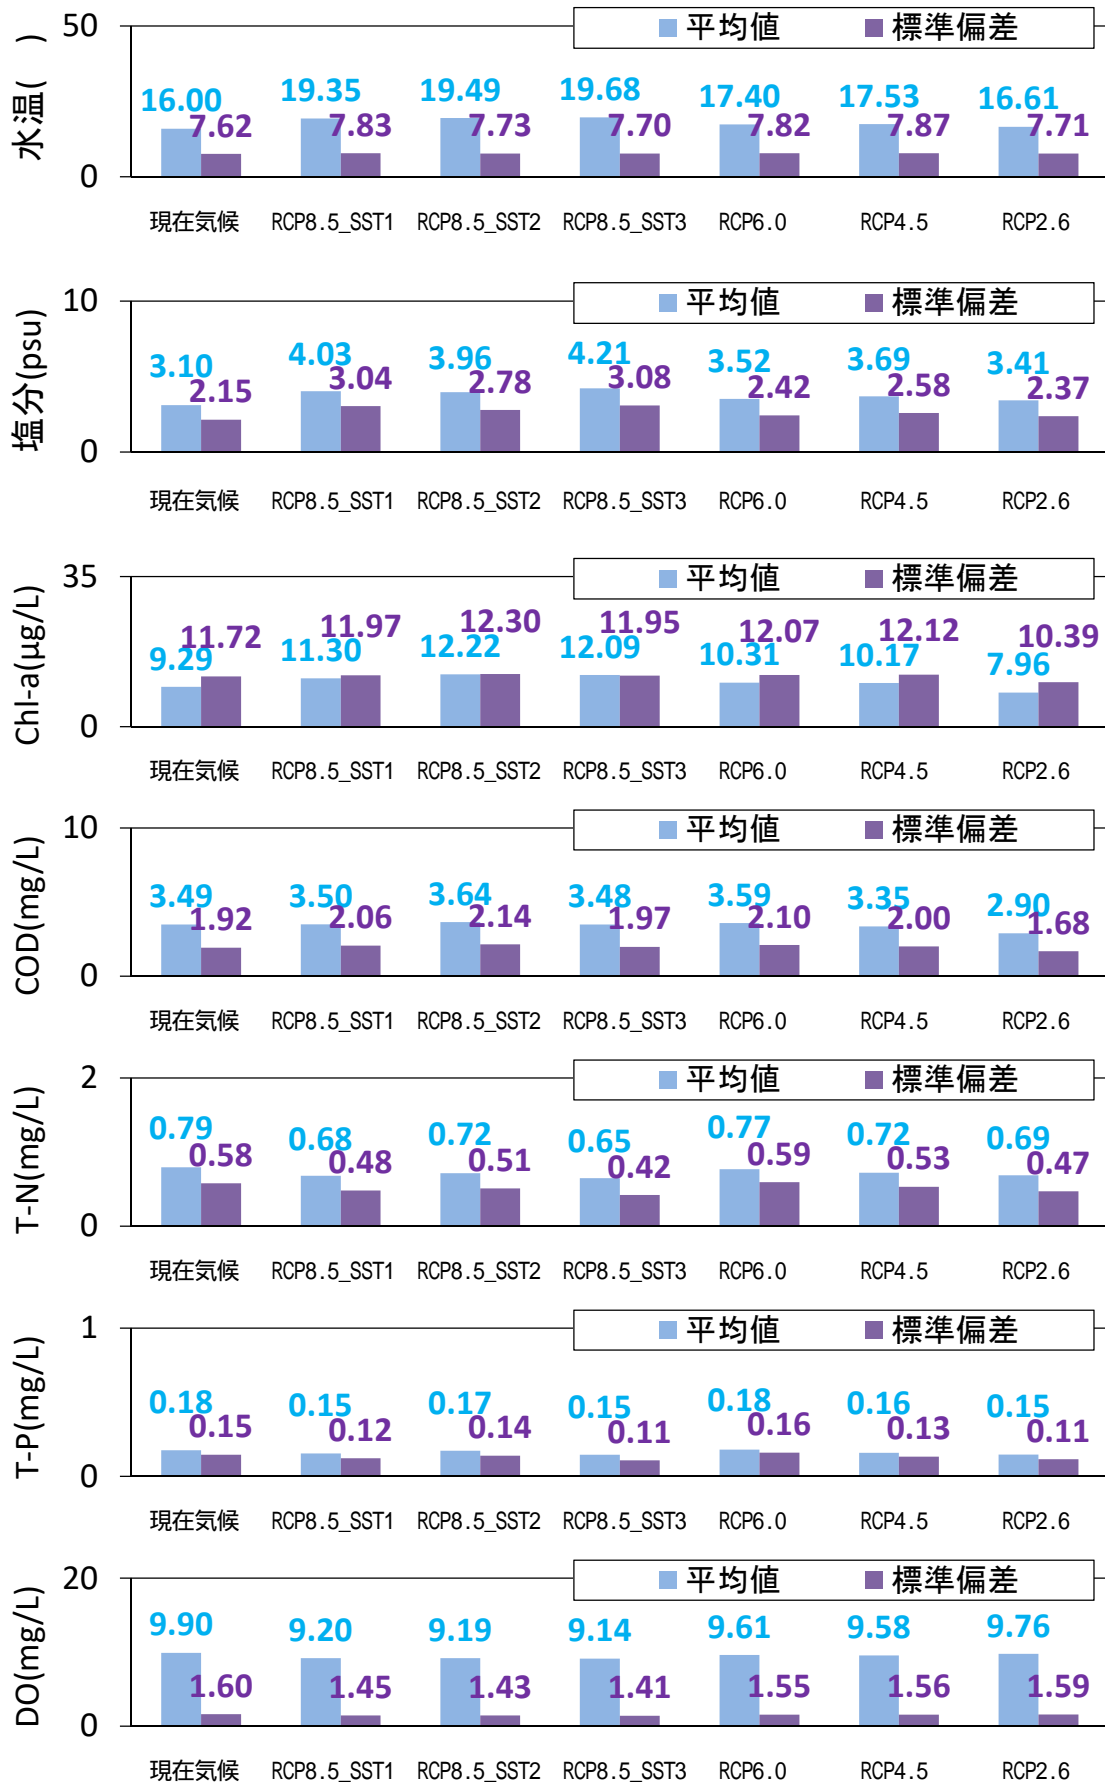 水温( )
50
0
平均値 標準偏差
16.00 19.35 19.49 19.68 17.40 17.53 16.61
7.62 7.83 7.73 7.70 7.82 7.87 7.71
現在気候 RCP8.5_SST1 RCP8.5_SST2 RCP8.5_SST3 RCP6.0 RCP4.5 RCP2.6
塩分(psu)
10
0
平均値 標準偏差
3.10 4.03 3.96 4.21 3.52 3.69 3.41
2.15 3.04 2.78 3.08 2.42 2.58 2.37
現在気候 RCP8.5_SST1 RCP8.5_SST2 RCP8.5_SST3 RCP6.0 RCP4.5 RCP2.6
Chl-a(µg/L)
35
0
平均値 標準偏差
11.72 11.97 12.30 11.95 12.07 12.12 10.39
9.29 11.30 12.22 12.09 10.31 10.17 7.96
現在気候 RCP8.5_SST1 RCP8.5_SST2 RCP8.5_SST3 RCP6.0 RCP4.5 RCP2.6
COD(mg/L)
10
0
平均値 標準偏差
3.49 3.50 3.64 3.48 3.59 3.35 2.90
1.92 2.06 2.14 1.97 2.10 2.00 1.68
現在気候 RCP8.5_SST1 RCP8.5_SST2 RCP8.5_SST3 RCP6.0 RCP4.5 RCP2.6
T-N(mg/L)
2
0
平均値 標準偏差
0.79 0.68 0.72 0.65 0.77 0.72 0.69
0.58 0.48 0.51 0.42 0.59 0.53 0.47
現在気候 RCP8.5_SST1 RCP8.5_SST2 RCP8.5_SST3 RCP6.0 RCP4.5 RCP2.6
T-P(mg/L)
1
0
平均値 標準偏差
0.18 0.15 0.17 0.15 0.18 0.16 0.15
0.15 0.12 0.14 0.11 0.16 0.13 0.11
現在気候 RCP8.5_SST1 RCP8.5_SST2 RCP8.5_SST3 RCP6.0 RCP4.5 RCP2.6
DO(mg/L)
20
0
平均値 標準偏差
9.90 9.20 9.19 9.14 9.61 9.58 9.76
1.60 1.45 1.43 1.41 1.55 1.56 1.59
現在気候 RCP8.5_SST1 RCP8.5_SST2 RCP8.5_SST3 RCP6.0 RCP4.5 RCP2.6